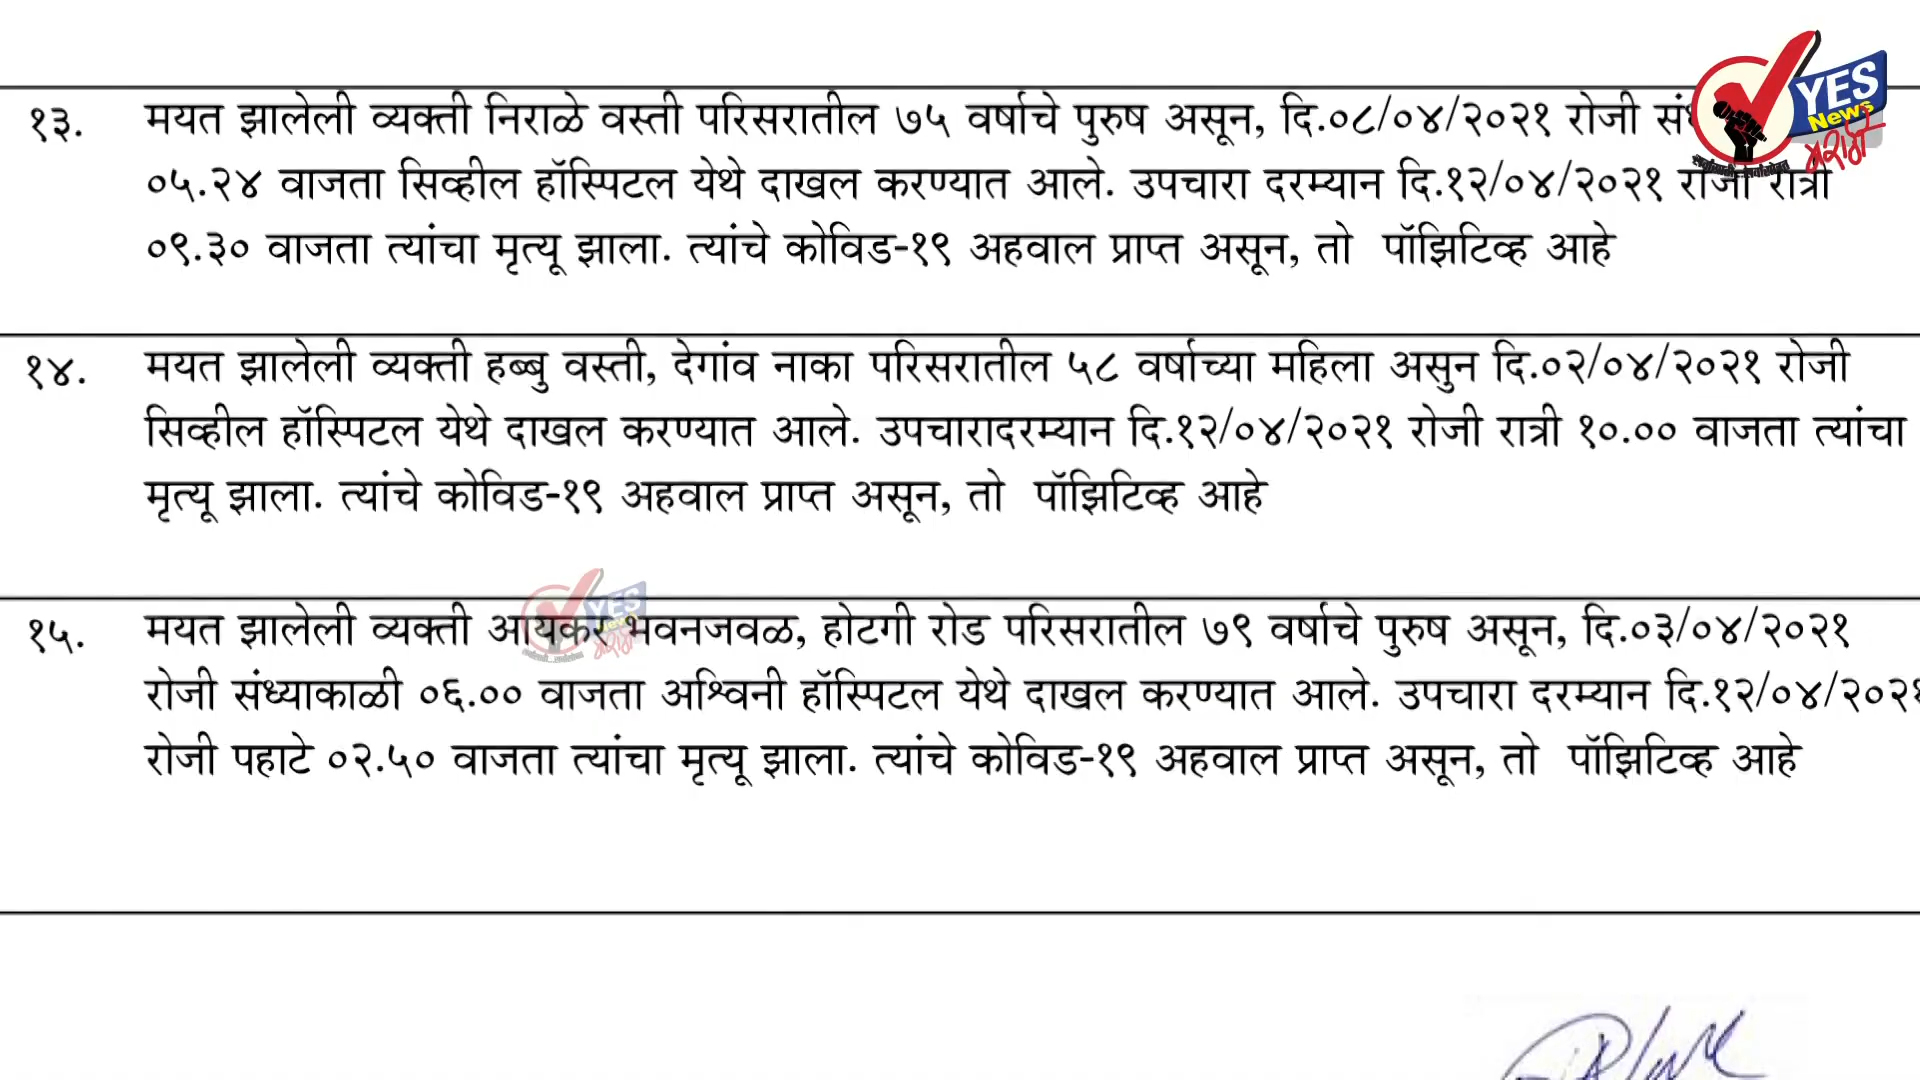 YES
News
मराठी
१३. मयत झालेली व्यक्ती निराळे वस्ती परिसरातील ७५ वर्षाचे पुरुष असून, दि.०८/०४/२०२१ रोजी
०५.२४ वाजता सिव्हील हॉस्पिटल येथे दाखल करण्यात आले. उपचारा दरम्यान दि.१२/०४/२०२१ रोजी रात्री
०९.३० वाजता त्यांचा मृत्यू झाला. त्यांचे कोविड-१९ अहवाल प्राप्त असून, तो पॉझिटिव्ह आहे
१४. मयत झालेली व्यक्ती हब्बु वस्ती, देगांव नाका परिसरातील ५८ वर्षाच्या महिला असुन दि.०२/०४/२०२१ रोजी
सिव्हील हॉस्पिटल येथे दाखल करण्यात आले. उपचारादरम्यान दि.१२/०४/२०२१ रोजी रात्री १०.०० वाजता त्यांचा
मृत्यू झाला. त्यांचे कोविड-१९ अहवाल प्राप्त असून, तो पॉझिटिव्ह आहे
१५. मयत झालेली व्यक्ती आयकर भवनजवळ, होटगी रोड परिसरातील ७९ वर्षाचे पुरुष असून, दि.०३/०४/२०२१
रोजी संध्याकाळी ०६.०० वाजता अश्विनी हॉस्पिटल येथे दाखल करण्यात आले. उपचारा दरम्यान दि.१२/०४/२०२१
रोजी पहाटे ०२.५० वाजता त्यांचा मृत्यू झाला. त्यांचे कोविड-१९ अहवाल प्राप्त असून, तो पॉझिटिव्ह आहे